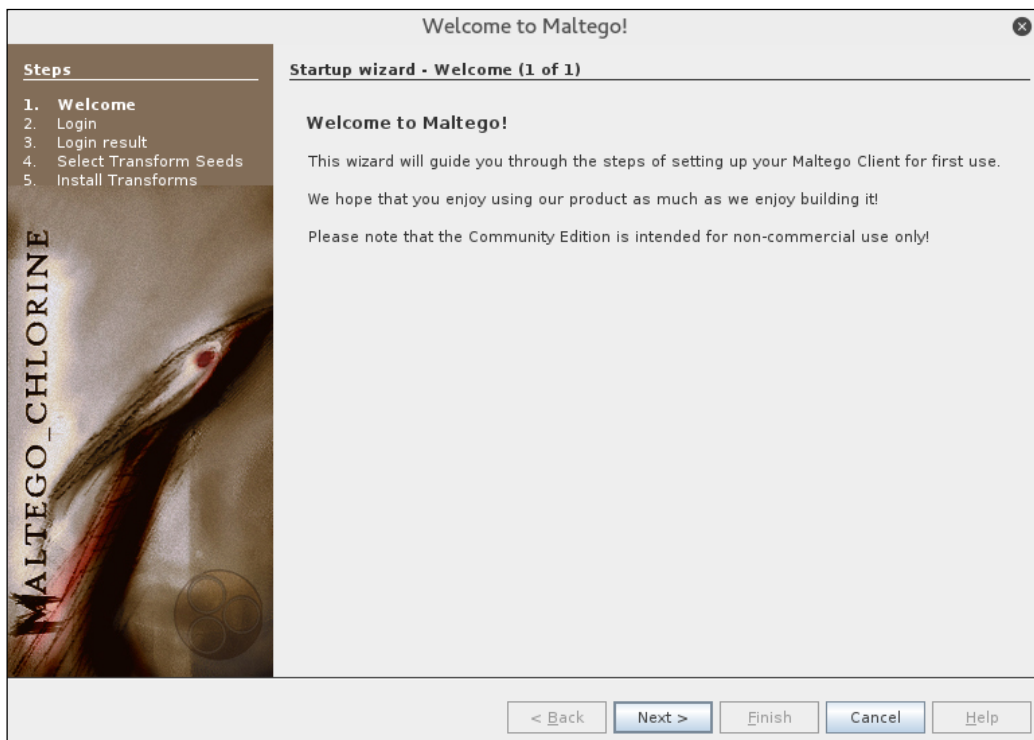 Welcome to Maltego!
Steps
1. Welcome
2. Login
3. Login result
4. Select Transform Seeds
5. Install Transforms
MALTEGO_CHLORINE
Startup wizard - Welcome (1 of 1)
Welcome to Maltego!
This wizard will guide you through the steps of setting up your Maltego Client for first use.
We hope that you enjoy using our product as much as we enjoy building it!
Please note that the Community Edition is intended for non-commercial use only!
< Back Next > Finish Cancel Help